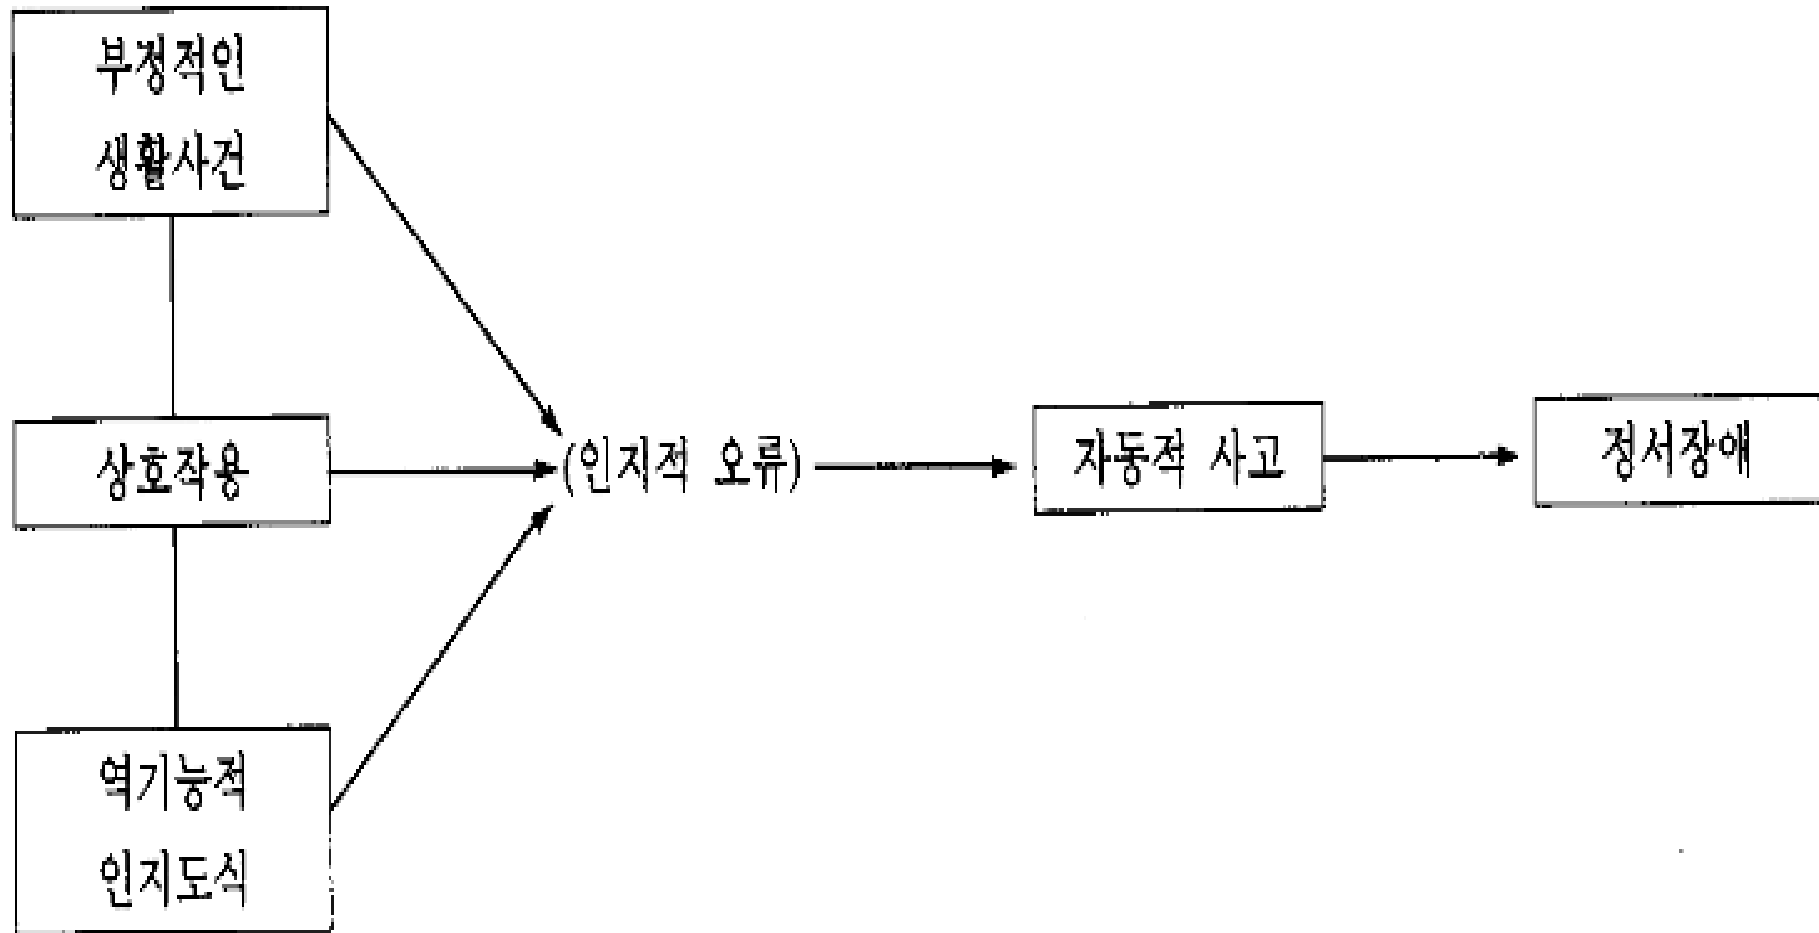 부정적인
생활사건
상호작용
(인지적 오류)
자동적 사고
정서장애
역기능적
인지도식